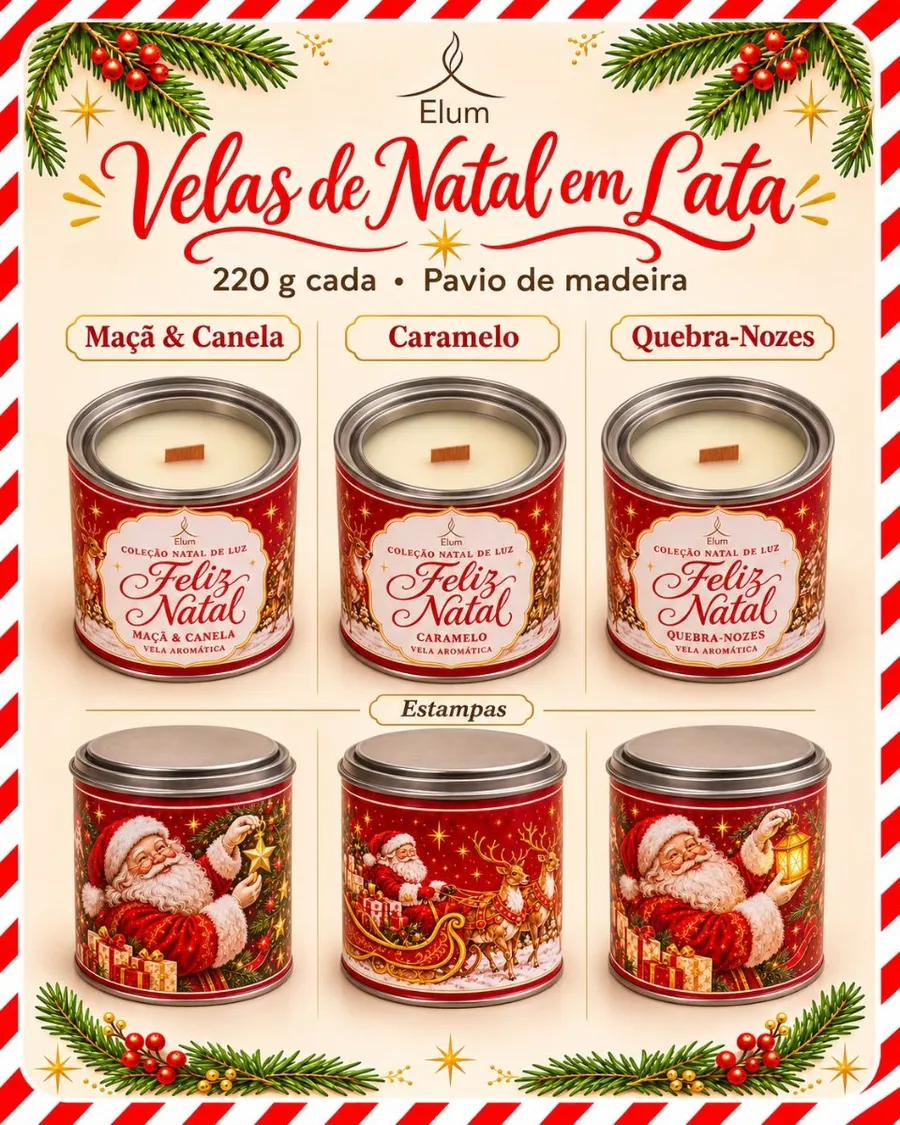 Elum
Velas de Natal em Lata
220 g cada • Pavio de madeira
Maçã & Canela
Caramelo
Quebra-Nozes
Elum
COLEÇÃO NATAL DE LUZ
Feliz
Natal
MAÇÃ & CANELA
VELA AROMÁTICA
Elum
COLEÇÃO NATAL DE LUZ
Feliz
Natal
CARAMELO
VELA AROMÁTICA
Elum
COLEÇÃO NATAL DE LUZ
Feliz
Natal
QUEBRA-NOZES
VELA AROMÁTICA
Estampas